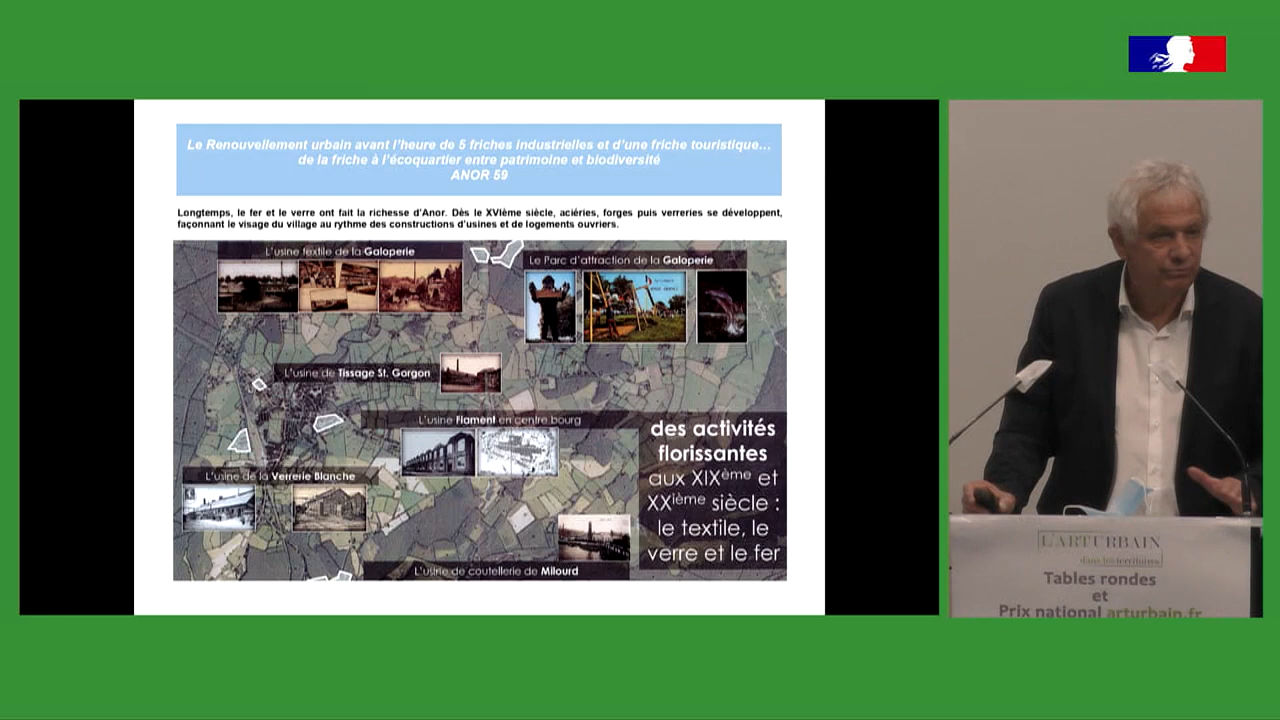 Le Renouvellement urbain avant l'heure de 5 friches industrielles et d'une friche touristique…
de la friche à l'écoquartier entre patrimoine et biodiversité
ANOR 59
Longtemps, le fer et le verre ont fait la richesse d'Anor. Dès le XVIème siècle, aciéries, forges puis verreries se développent,
façonnant le visage du village au rythme des constructions d'usines et de logements ouvriers.
L'usine textile de la Galoperie
Le Parc d'attraction de la Galoperie
L'usine de Tissage St. Gorgon
L'usine Flament en centre bourg
L'usine de la Verrerie Blanche
L'usine de coutellerie de Milourd
des activités
florissantes
aux XIXème et
XXième siècle :
le textile, le
verre et le fer
L'ARTURBAIN
dans les territoires
Tables rondes
et
Prix national arturbain.fr